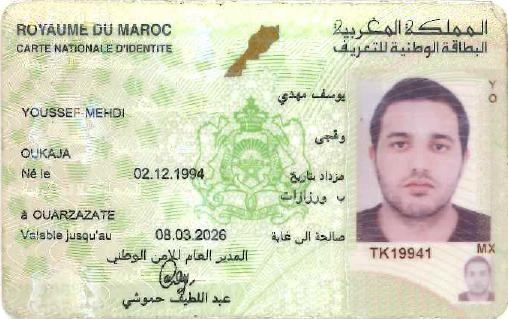 ROYAUME DU MAROC
المملكة المغربية
CARTE NATIONALE D'IDENTITE
البطاقة الوطنية للتعريف
يوسف مهدي
YOUSSEF-MEHDI
وقجى
OUKAJA
Né le 02.12.1994 مزداد بتاريخ
ب ورزازات
à OUARZAZATE
Valable jusqu'au 08.03.2026 صالحة الى غاية
المدير العام للأمن الوطني
عبد اللطيف حموشي
Y
O
TK19941
MX